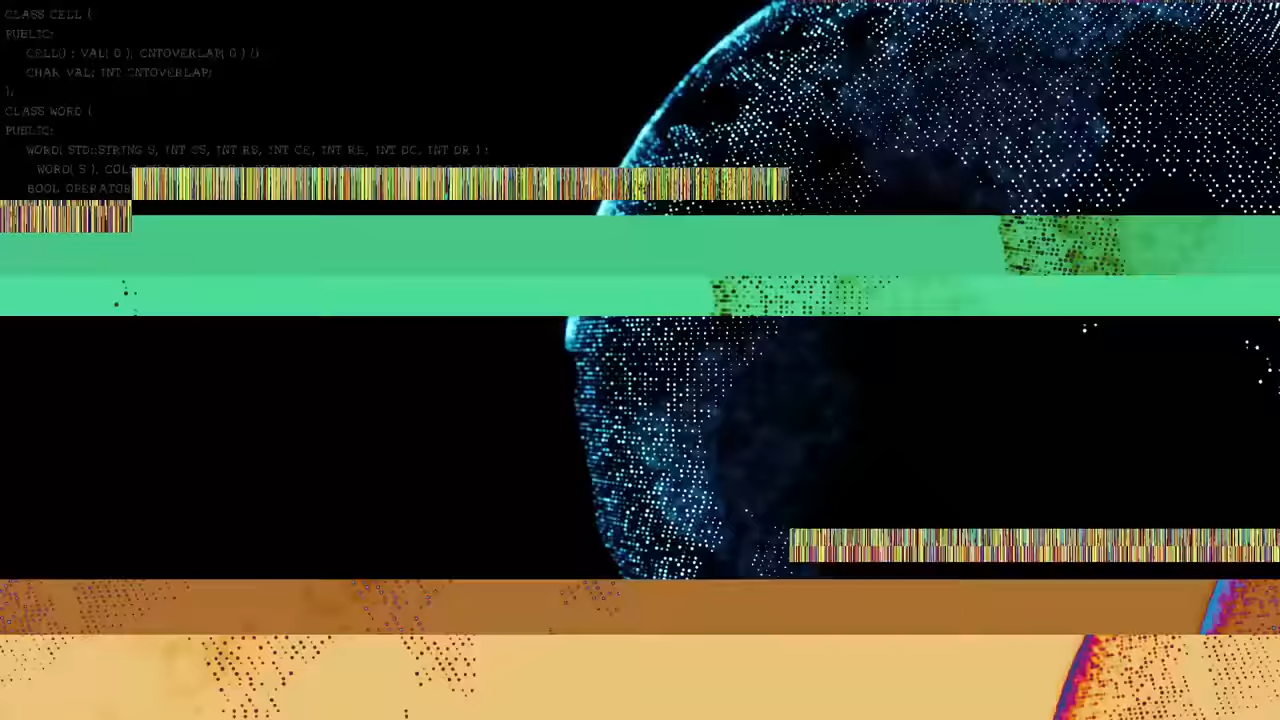 CLASS CELL {
PUBLIC:
CELL() : VAL( 0 ), CNTOVERLAP( 0 ) {}
CHAR VAL; INT CNTOVERLAP;
};
CLASS WORD {
PUBLIC:
WORD( STD::STRING S, INT CS, INT RS, INT CE, INT RE, INT DC, INT DR ) :
WORD( S ), COLS
BOOL OPERATOR